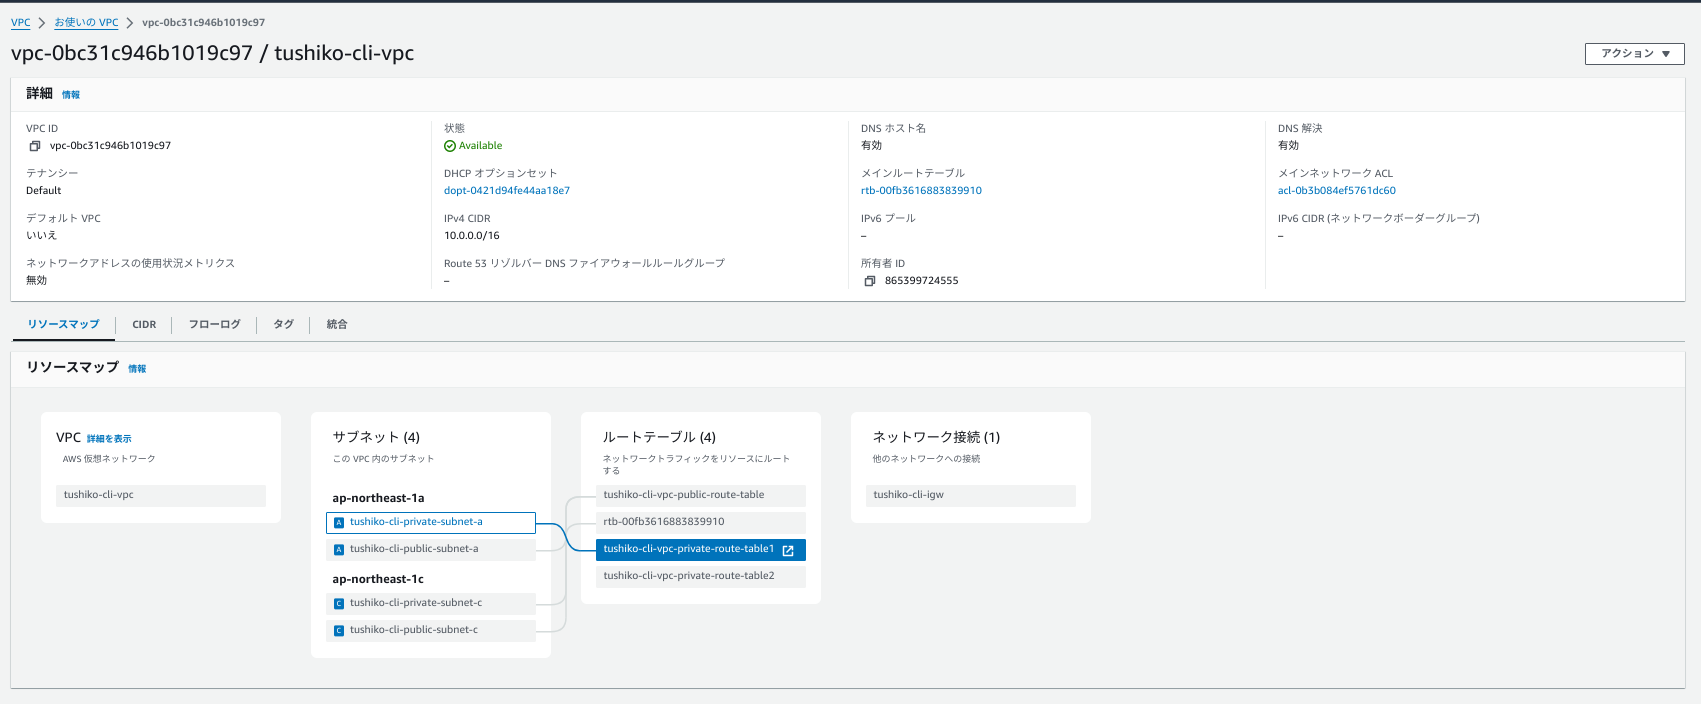 VPC > お使いの VPC > vpc-0bc31c946b1019c97
vpc-0bc31c946b1019c97 / tushiko-cli-vpc
アクション ▼
詳細 情報
VPC ID
vpc-0bc31c946b1019c97
テナンシー
Default
デフォルト VPC
いいえ
ネットワークアドレスの使用状況メトリクス
無効
状態
Available
DHCP オプションセット
dopt-0421d94fe44aa18e7
IPv4 CIDR
10.0.0.0/16
Route 53 リゾルバー DNS ファイアウォールルールグループ
–
DNS ホスト名
有効
メインルートテーブル
rtb-00fb3616883839910
IPv6 プール
–
所有者 ID
865399724555
DNS 解決
有効
メインネットワーク ACL
acl-0b3b084ef5761dc60
IPv6 CIDR (ネットワークボーダーグループ)
–
リソースマップ
CIDR
フローログ
タグ
統合
リソースマップ 情報
VPC 詳細を表示
AWS 仮想ネットワーク
tushiko-cli-vpc
サブネット (4)
この VPC 内のサブネット
ap-northeast-1a
A tushiko-cli-private-subnet-a
A tushiko-cli-public-subnet-a
ap-northeast-1c
C tushiko-cli-private-subnet-c
C tushiko-cli-public-subnet-c
ルートテーブル (4)
ネットワークトラフィックをリソースにルート
する
tushiko-cli-vpc-public-route-table
rtb-00fb3616883839910
tushiko-cli-vpc-private-route-table1
tushiko-cli-vpc-private-route-table2
ネットワーク接続 (1)
他のネットワークへの接続
tushiko-cli-igw